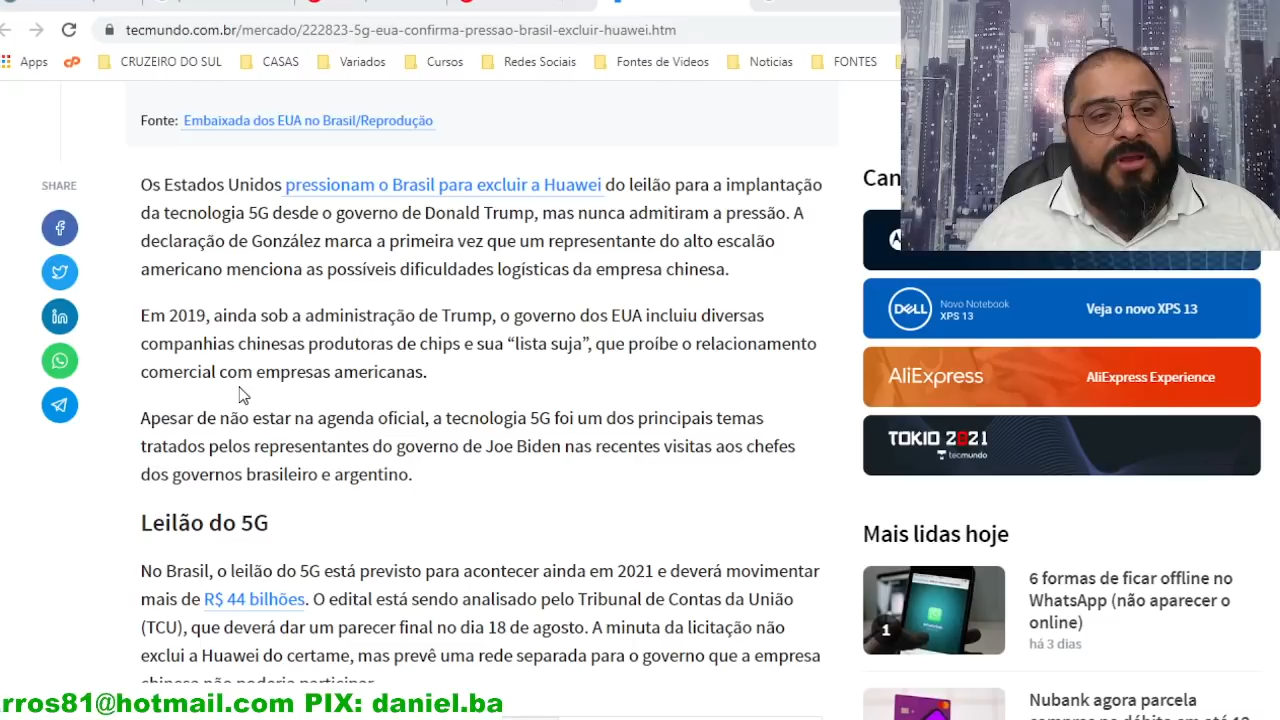 tecmundo.com.br/mercado/222823-5g-eua-confirma-pressao-brasil-excluir-huawei.htm
Apps
CRUZEIRO DO SUL
CASAS
Variados
Cursos
Redes Sociais
Fontes de Videos
Noticias
FONTES
Fonte: Embaixada dos EUA no Brasil/Reprodução
SHARE
Os Estados Unidos pressionam o Brasil para excluir a Huawei do leilão para a implantação
da tecnologia 5G desde o governo de Donald Trump, mas nunca admitiram a pressão. A
declaração de González marca a primeira vez que um representante do alto escalão
americano menciona as possíveis dificuldades logísticas da empresa chinesa.
Em 2019, ainda sob a administração de Trump, o governo dos EUA incluiu diversas
companhias chinesas produtoras de chips e sua “lista suja”, que proíbe o relacionamento
comercial com empresas americanas.
Apesar de não estar na agenda oficial, a tecnologia 5G foi um dos principais temas
tratados pelos representantes do governo de Joe Biden nas recentes visitas aos chefes
dos governos brasileiro e argentino.
Leilão do 5G
No Brasil, o leilão do 5G está previsto para acontecer ainda em 2021 e deverá movimentar
mais de R$ 44 bilhões. O edital está sendo analisado pelo Tribunal de Contas da União
(TCU), que deverá dar um parecer final no dia 18 de agosto. A minuta da licitação não
exclui a Huawei do certame, mas prevê uma rede separada para o governo que a empresa
chinesa não poderia participar.
Can
DELL
Novo Notebook
XPS 13
Veja o novo XPS 13
AliExpress
AliExpress Experience
TOKIO 2021
tecmundo
Mais lidas hoje
1
6 formas de ficar offline no
WhatsApp (não aparecer o
online)
há 3 dias
Nubank agora parcela
rros81@hotmail.com PIX: daniel.ba